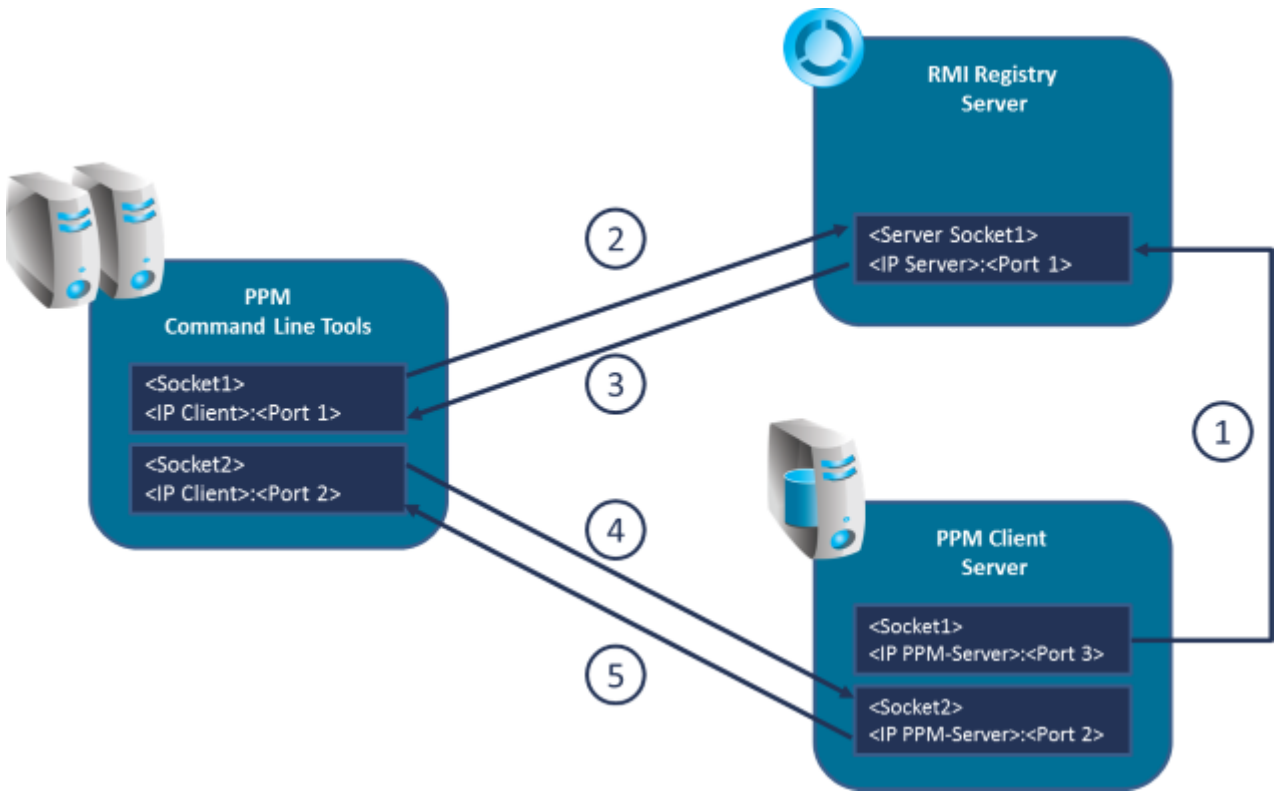 RMI Registry
Server
<Server Socket1>
<IP Server>:<Port 1>
2
PPM
Command Line Tools
<Socket1>
<IP Client>:<Port 1>
<Socket2>
<IP Client>:<Port 2>
3
1
4
5
PPM Client
Server
<Socket1>
<IP PPM-Server>:<Port 3>
<Socket2>
<IP PPM-Server>:<Port 2>